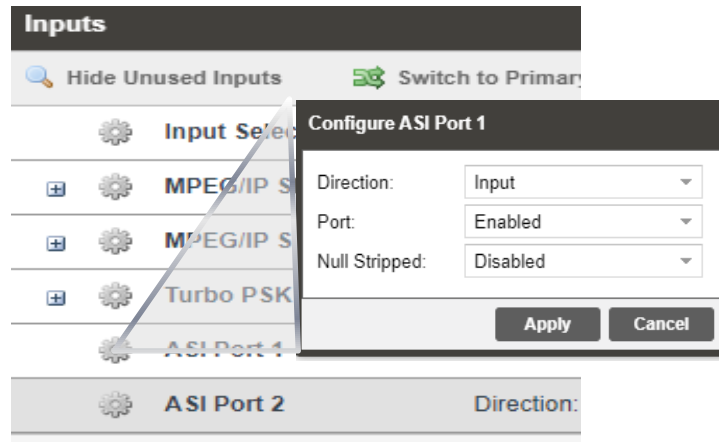 Inputs
Hide Unused Inputs Switch to Primary
Input Selec
MPEG/IP S
MPEG/IP S
Turbo PSK
ASI Port 1
ASI Port 2 Direction:
Configure ASI Port 1
Direction: Input
Port: Enabled
Null Stripped: Disabled
Apply Cancel